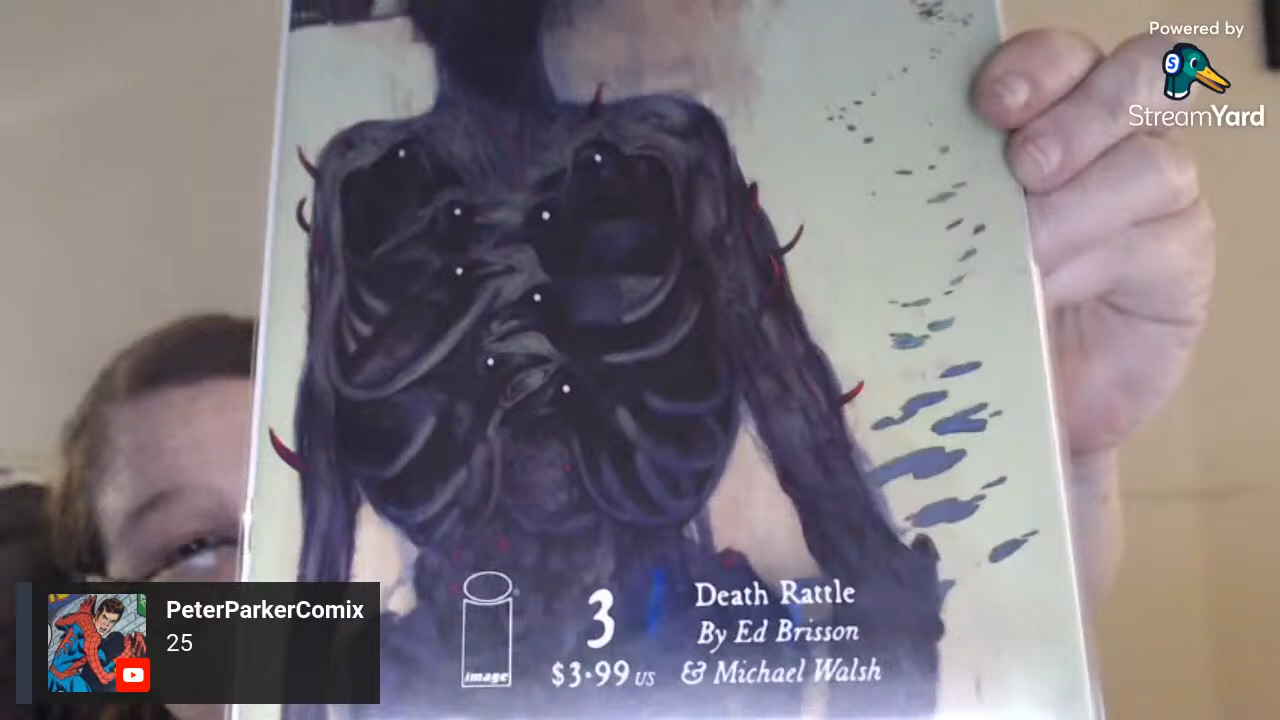 Powered by
StreamYard
S
PeterParkerComix
25
image
3
$3.99 US
Death Rattle
By Ed Brisson
& Michael Walsh